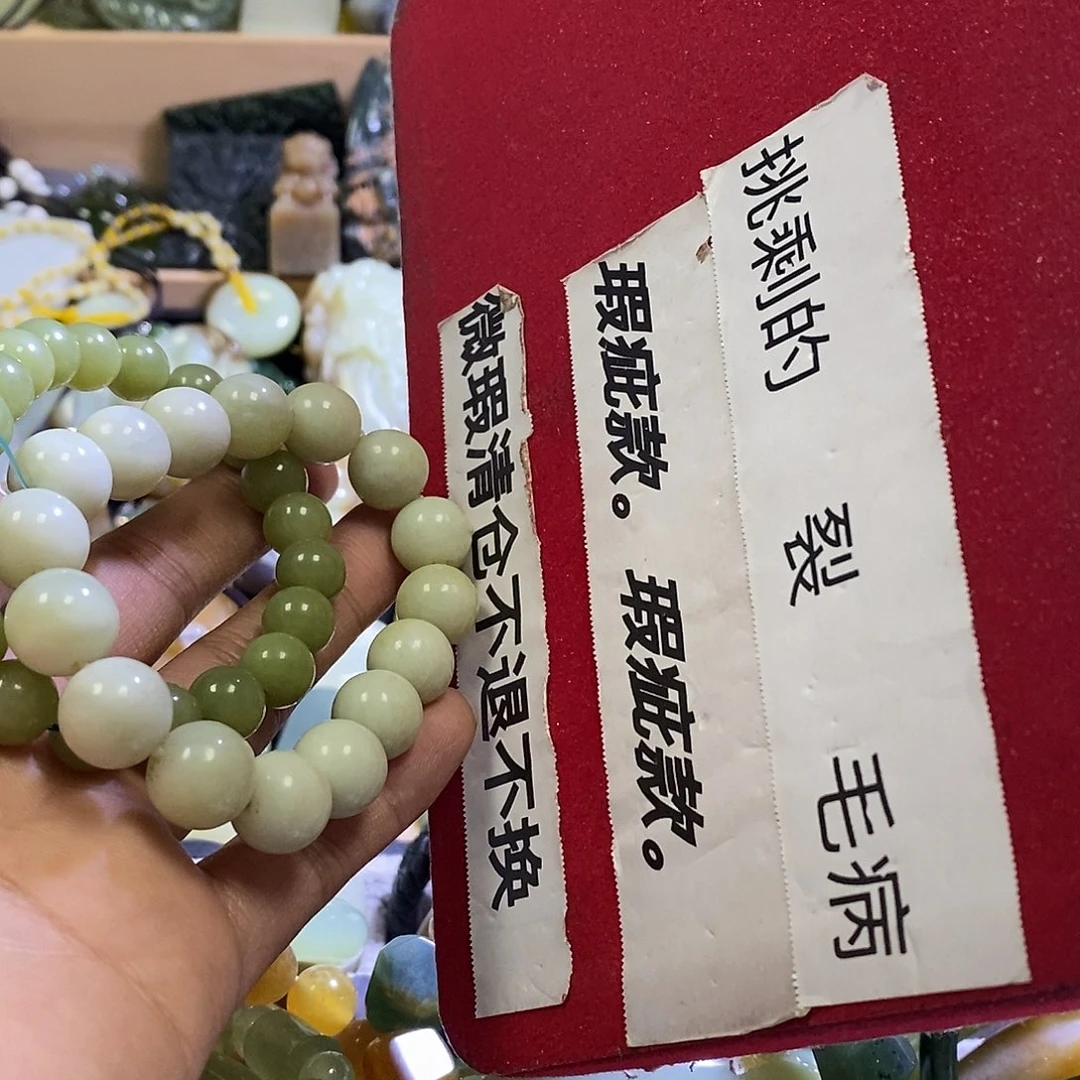 挑剩的 裂 毛病
瑕疵款。 瑕疵款。
微瑕清仓不退不换